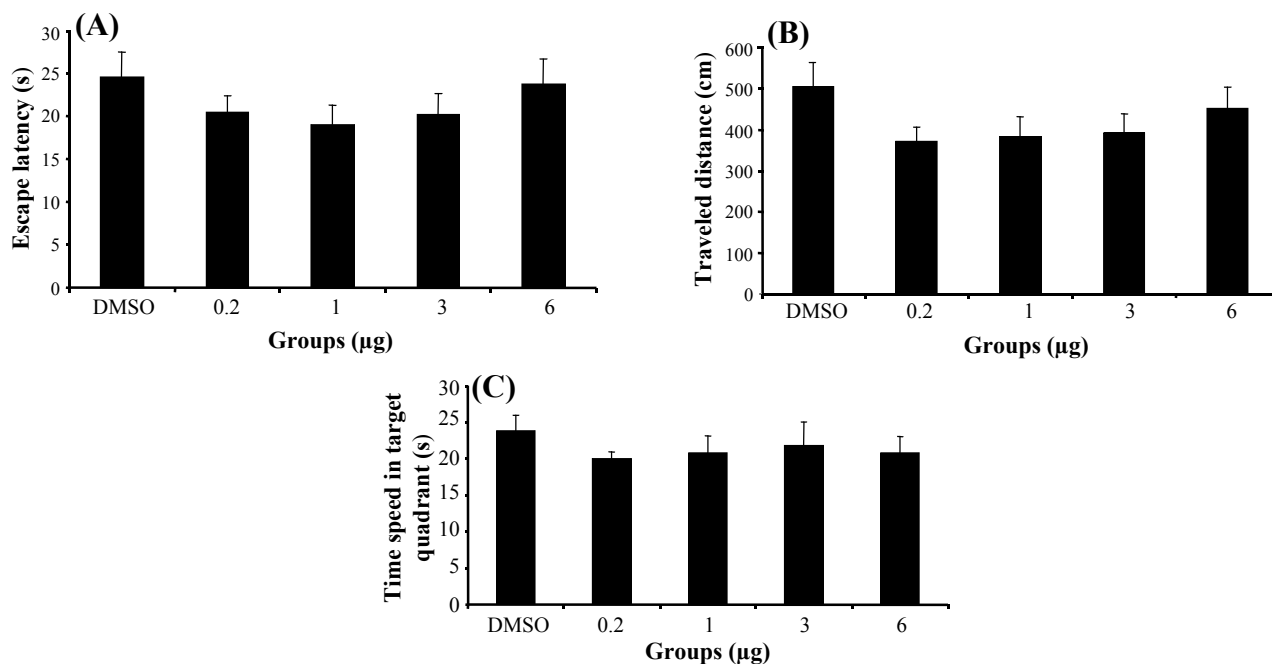 (A)
Escape latency (s)
30
25
20
15
10
5
0
DMSO 0.2 1 3 6
Groups (µg)
(B)
Traveled distance (cm)
600
500
400
300
200
100
0
DMSO 0.2 1 3 6
Groups (µg)
(C)
Time speed in target
quadrant (s)
30
25
20
15
10
5
0
DMSO 0.2 1 3 6
Groups (µg)